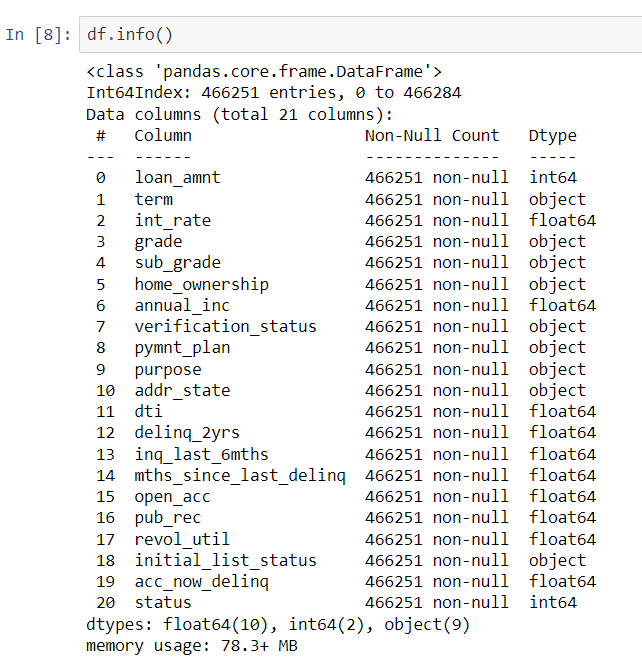 In [8]: df.info()
<class 'pandas.core.frame.DataFrame'>
Int64Index: 466251 entries, 0 to 466284
Data columns (total 21 columns):
 #   Column                  Non-Null Count   Dtype
---  ------                  --------------   -----
 0   loan_amnt               466251 non-null  int64
 1   term                    466251 non-null  object
 2   int_rate                466251 non-null  float64
 3   grade                   466251 non-null  object
 4   sub_grade               466251 non-null  object
 5   home_ownership          466251 non-null  object
 6   annual_inc              466251 non-null  float64
 7   verification_status     466251 non-null  object
 8   pymnt_plan              466251 non-null  object
 9   purpose                 466251 non-null  object
 10  addr_state              466251 non-null  object
 11  dti                     466251 non-null  float64
 12  delinq_2yrs             466251 non-null  float64
 13  inq_last_6mths          466251 non-null  float64
 14  mths_since_last_delinq  466251 non-null  float64
 15  open_acc                466251 non-null  float64
 16  pub_rec                 466251 non-null  float64
 17  revol_util              466251 non-null  float64
 18  initial_list_status     466251 non-null  object
 19  acc_now_delinq          466251 non-null  float64
 20  status                  466251 non-null  int64
dtypes: float64(10), int64(2), object(9)
memory usage: 78.3+ MB